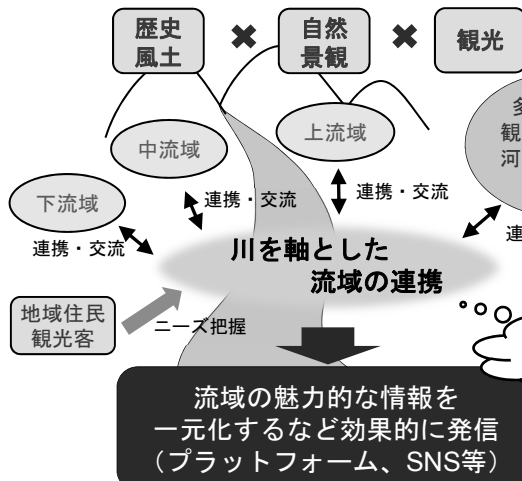 歴史
風土
×
自然
景観
×
観光
多
観
河
上流域
中流域
下流域
連携・交流
連携・交流
連携・交流
連
川を軸とした
流域の連携
地域住民
観光客
ニーズ把握
流域の魅力的な情報を
一元化するなど効果的に発信
（プラットフォーム、SNS等）